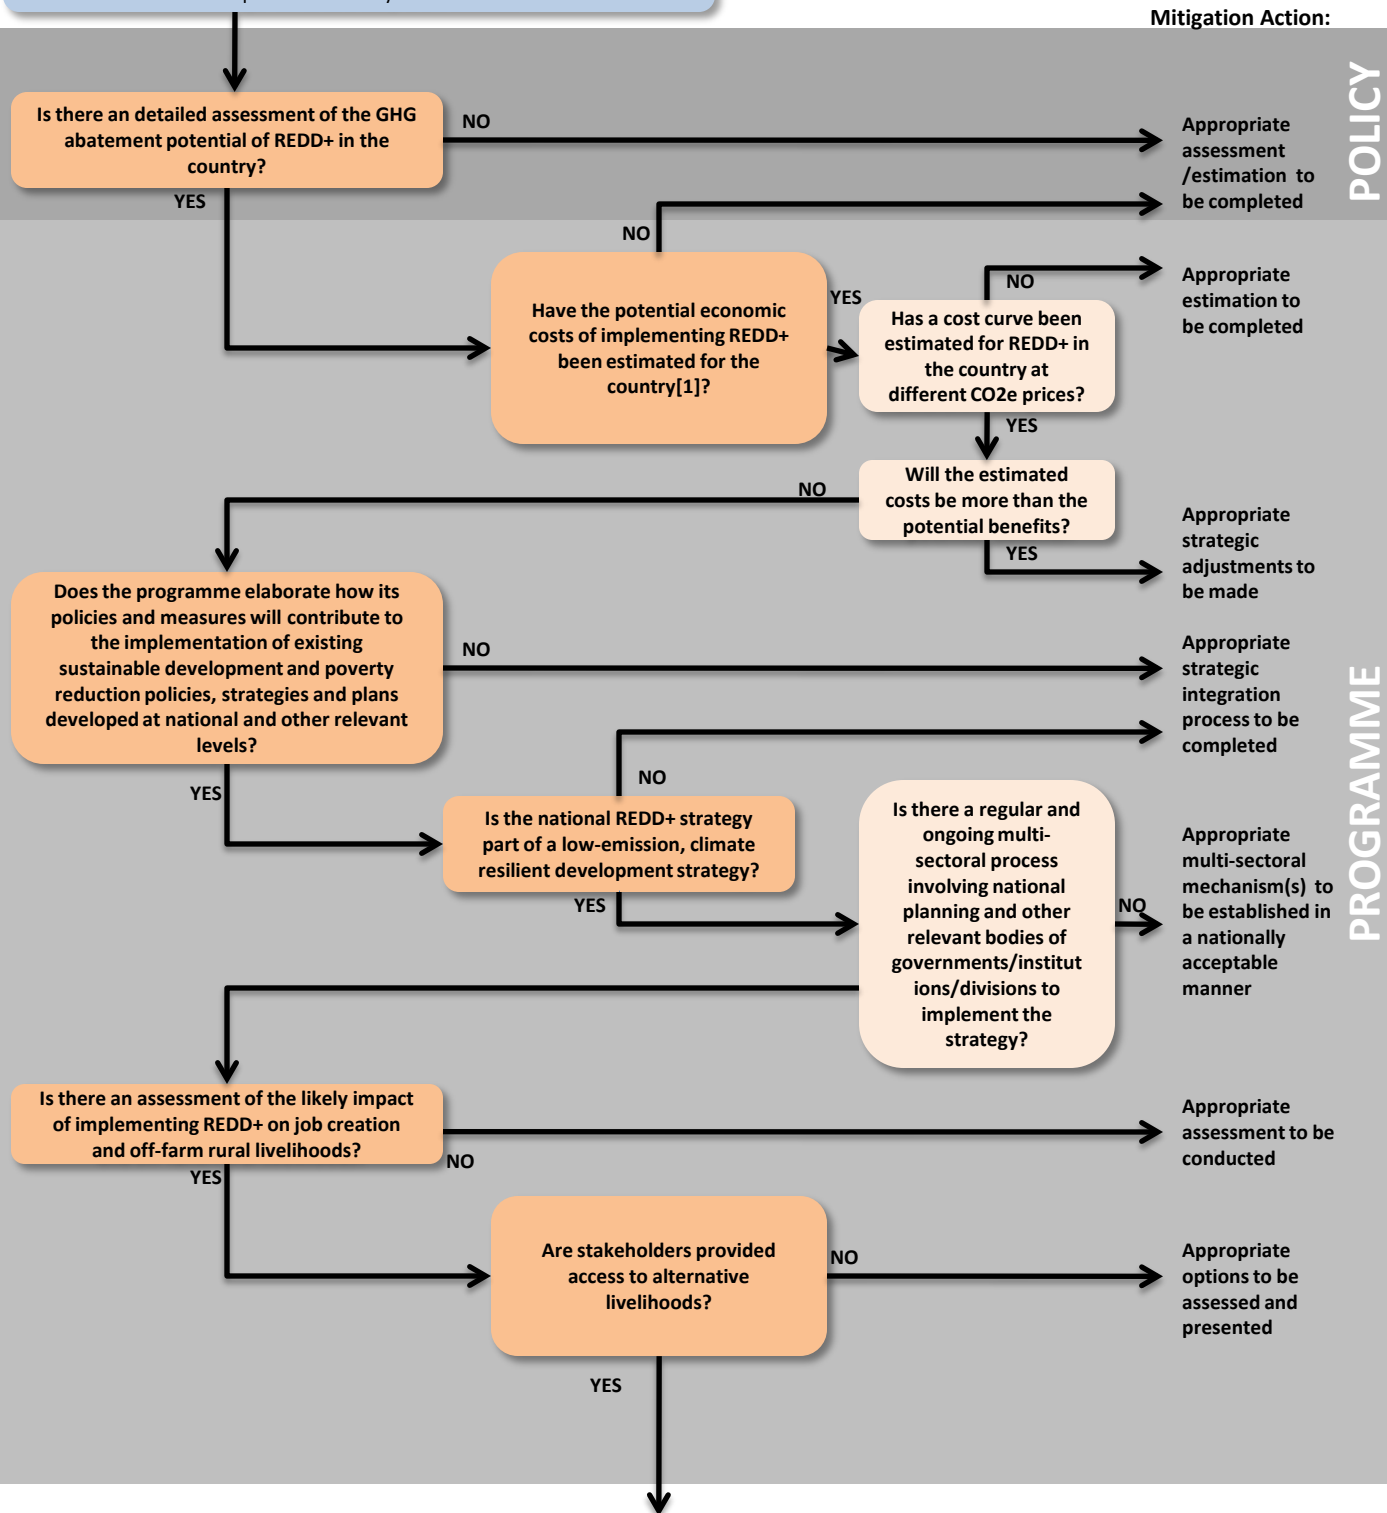 Mitigation Action:
POLICY
Is there an detailed assessment of the GHG
abatement potential of REDD+ in the
country?
NO
Appropriate
assessment
/estimation to
be completed
YES
NO
Have the potential economic
costs of implementing REDD+
been estimated for the
country[1]?
YES
Has a cost curve been
estimated for REDD+ in
the country at
different CO2e prices?
NO
Appropriate
estimation to
be completed
YES
Will the estimated
costs be more than the
potential benefits?
NO
YES
Appropriate
strategic
adjustments to
be made
PROGRAMME
Does the programme elaborate how its
policies and measures will contribute to
the implementation of existing
sustainable development and poverty
reduction policies, strategies and plans
developed at national and other relevant
levels?
NO
Appropriate
strategic
integration
process to be
completed
YES
NO
Is the national REDD+ strategy
part of a low-emission, climate
resilient development strategy?
YES
Is there a regular and
ongoing multi-
sectoral process
involving national
planning and other
relevant bodies of
governments/institut
ions/divisions to
implement the
strategy?
NO
Appropriate
multi-sectoral
mechanism(s) to
be established in
a nationally
acceptable
manner
Is there an assessment of the likely impact
of implementing REDD+ on job creation
and off-farm rural livelihoods?
NO
Appropriate
assessment to be
conducted
YES
Are stakeholders provided
access to alternative
livelihoods?
NO
Appropriate
options to be
assessed and
presented
YES